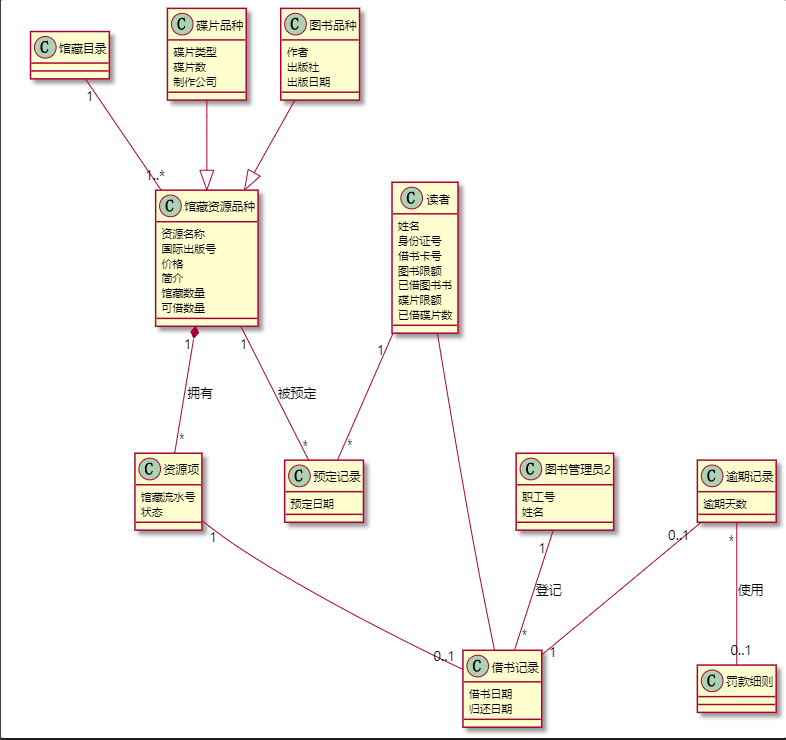 C 馆藏目录
C 碟片品种
碟片类型
碟片数
制作公司
C 图书品种
作者
出版社
出版日期
1
1..*
C 馆藏资源品种
资源名称
国际出版号
价格
简介
馆藏数量
可借数量
C 读者
姓名
身份证号
借书卡号
图书限额
已借图书书
碟片限额
已借碟片数
1
1
1
拥有
被预定
*
*
*
C 资源项
馆藏流水号
状态
C 预定记录
预定日期
C 图书管理员2
职工号
姓名
C 逾期记录
逾期天数
1
1
0..1
*
登记
使用
*
0..1
1
0..1
C 借书记录
借书日期
归还日期
C 罚款细则